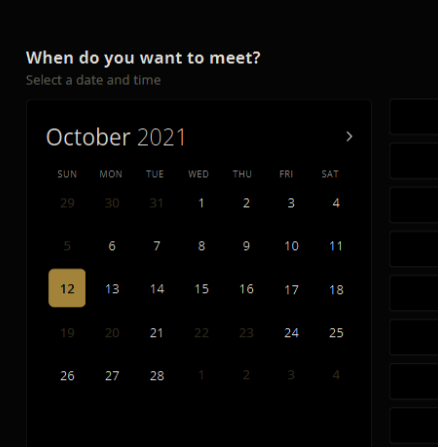 When do you want to meet?
Select a date and time
October 2021
SUN MON TUE WED THU FRI SAT
29 30 31 1 2 3 4
5 6 7 8 9 10 11
12 13 14 15 16 17 18
19 20 21 22 23 24 25
26 27 28 1 2 3 4